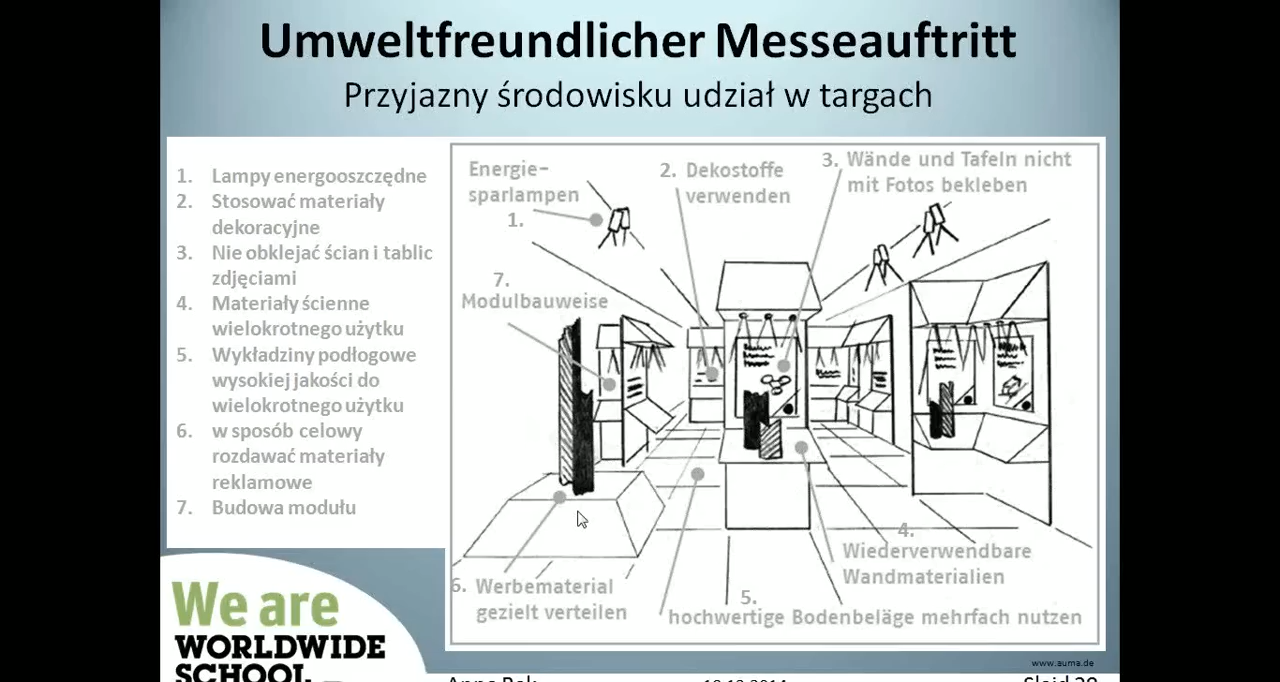 Umweltfreundlicher Messeauftritt
Przyjazny środowisku udział w targach
1. Lampy energooszczędne
2. Stosować materiały
dekoracyjne
3. Nie obklejać ścian i tablic
zdjęciami
4. Materiały ścienne
wielokrotnego użytku
5. Wykładziny podłogowe
wysokiej jakości do
wielokrotnego użytku
6. w sposób celowy
rozdawać materiały
reklamowe
7. Budowa modułu
Energie-
sparlampen
1.
2. Dekostoffe
verwenden
3. Wände und Tafeln nicht
mit Fotos bekleben
7.
Modulbauweise
4.
Wiederverwendbare
Wandmaterialien
6. Werbematerial
gezielt verteilen
5.
hochwertige Bodenbeläge mehrfach nutzen
www.auma.de
We are
WORLDWIDE
SCHOOL